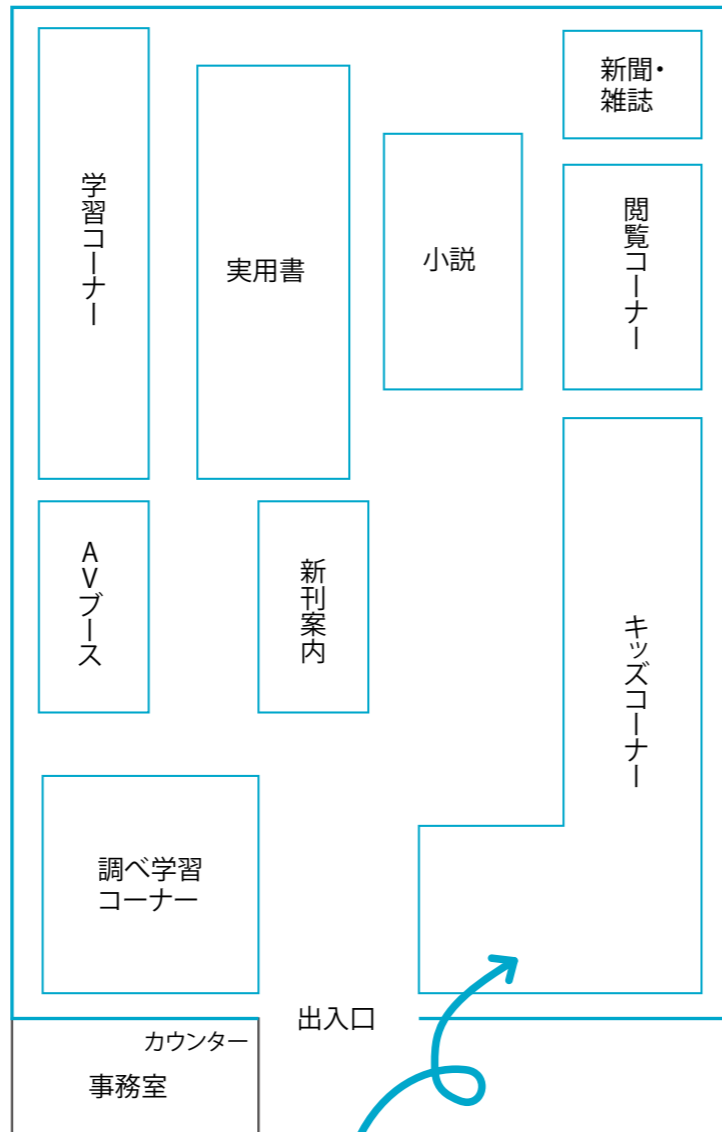 新聞・
雑誌
学習コーナー
実用書
小説
閲覧コーナー
AVブース
新刊案内
キッズコーナー
調べ学習
コーナー
出入口
カウンター
事務室